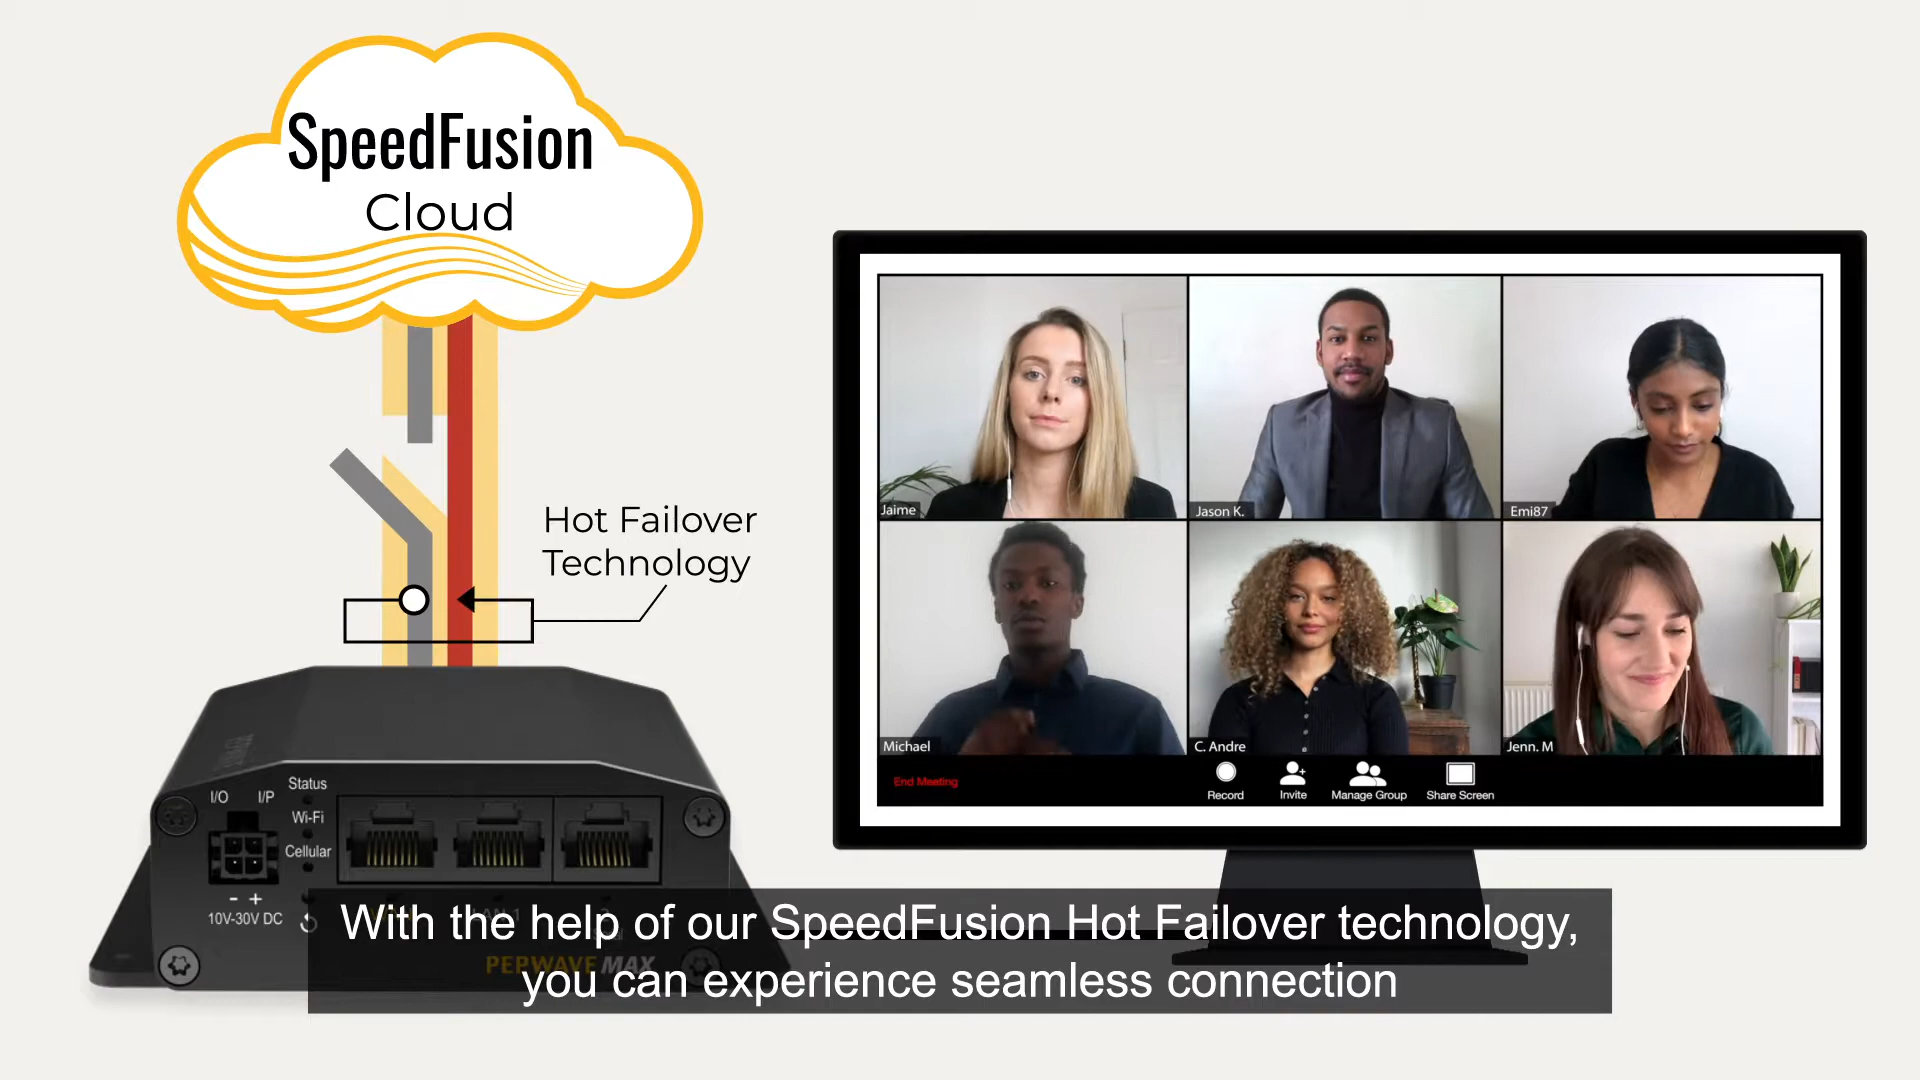 SpeedFusion
Cloud
Hot Failover
Technology
Jaime
Jason K.
Emi87
Michael
C. Andre
Jenn. M
End Meeting
Record
Invite
Manage Group
Share Screen
Status
I/O
I/P
Wi-Fi
Cellular
- +
10V-30V DC
PEPWAVE MAX
With the help of our SpeedFusion Hot Failover technology,
you can experience seamless connection